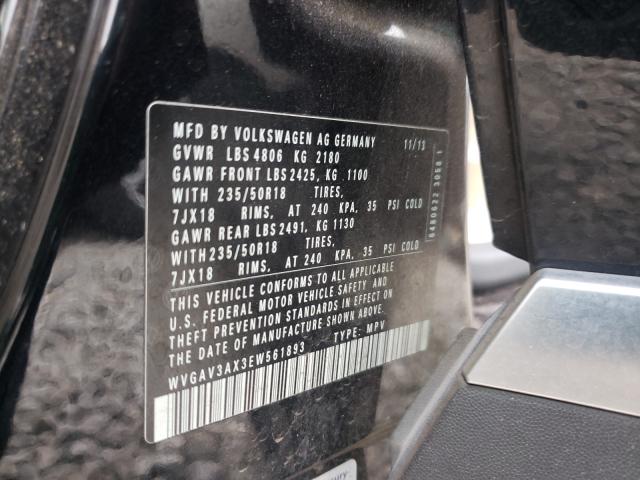 MFD BY VOLKSWAGEN AG GERMANY 11/13
GVWR LBS 4806 KG 2180
GAWR FRONT LBS 2425, KG 1100
WITH 235/50R18 TIRES,
7JX18 RIMS, AT 240 KPA, 35 PSI COLD
GAWR REAR LBS 2491, KG 1130
WITH 235/50R18 TIRES,
7JX18 RIMS, AT 240 KPA, 35 PSI COLD
THIS VEHICLE CONFORMS TO ALL APPLICABLE
U.S. FEDERAL MOTOR VEHICLE SAFETY AND
THEFT PREVENTION STANDARDS IN EFFECT ON
THE DATE OF MANUFACTURE SHOWN ABOVE.
WVGAV3AX3EW561893 TYPE: MPV